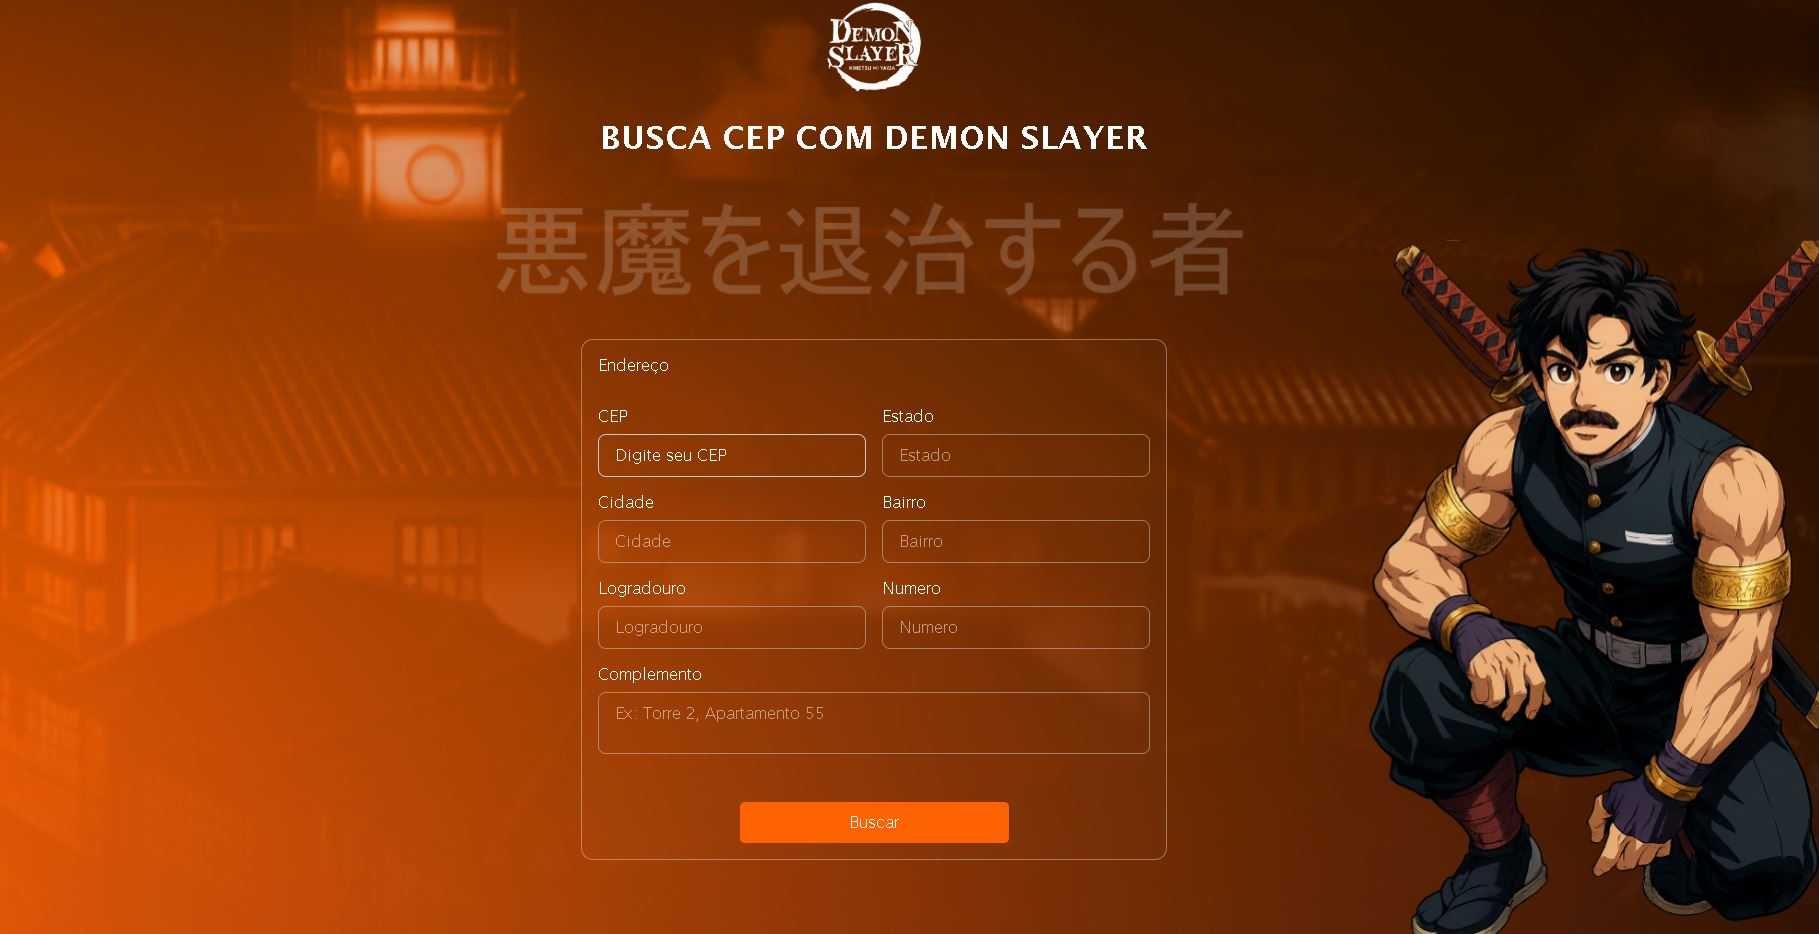 DEMON
SLAYER
KIMETSU NO YAIBA
BUSCA CEP COM DEMON SLAYER
悪魔を退治する者
Endereço
CEP
Estado
Digite seu CEP
Estado
Cidade
Bairro
Cidade
Bairro
Logradouro
Numero
Logradouro
Numero
Complemento
Ex: Torre 2, Apartamento 55
Buscar